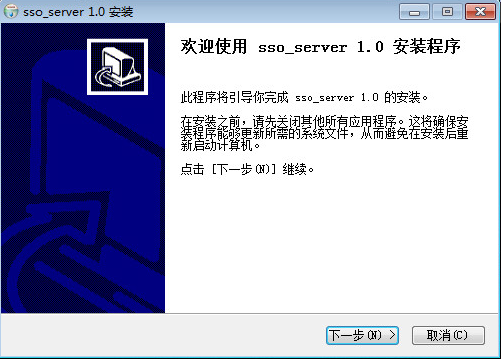 sso_server 1.0 安装
欢迎使用 sso_server 1.0 安装程序
此程序将引导你完成 sso_server 1.0 的安装。
在安装之前，请先关闭其他所有应用程序。这将确保安
装程序能够更新所需的系统文件，从而避免在安装后重
新启动计算机。
点击 [下一步(N)] 继续。
下一步(N) >
取消(C)